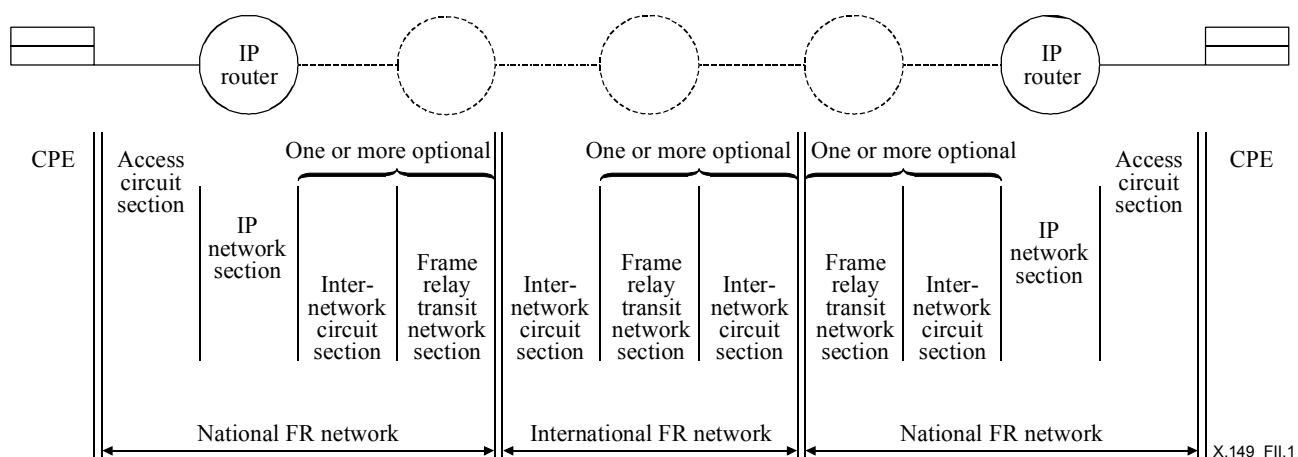 IP
router
IP
router
CPE
Access
circuit
section
IP
network
section
One or more optional
Inter-
network
circuit
section
Frame
relay
transit
network
section
Inter-
network
circuit
section
One or more optional
Frame
relay
transit
network
section
Inter-
network
circuit
section
One or more optional
Frame
relay
transit
network
section
Inter-
network
circuit
section
IP
network
section
Access
circuit
section
CPE
National FR network
International FR network
National FR network
X.149_FII.1